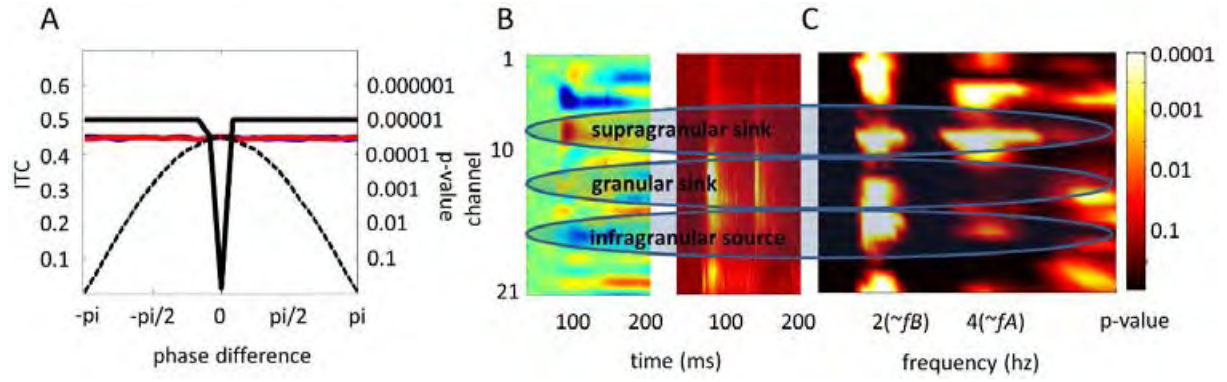 A
B
C
0.6
0.5
0.4
0.3
0.2
0.1
ITC
0.000001
0.00001
0.0001
0.001
0.01
0.1
p-value
-pi
-pi/2
0
pi/2
pi
phase difference
channel
1
10
21
supragranular sink
granular sink
infragranular source
100
200
100
200
time (ms)
2(~fB)
4(~fA)
frequency (hz)
0.0001
0.001
0.01
0.1
p-value